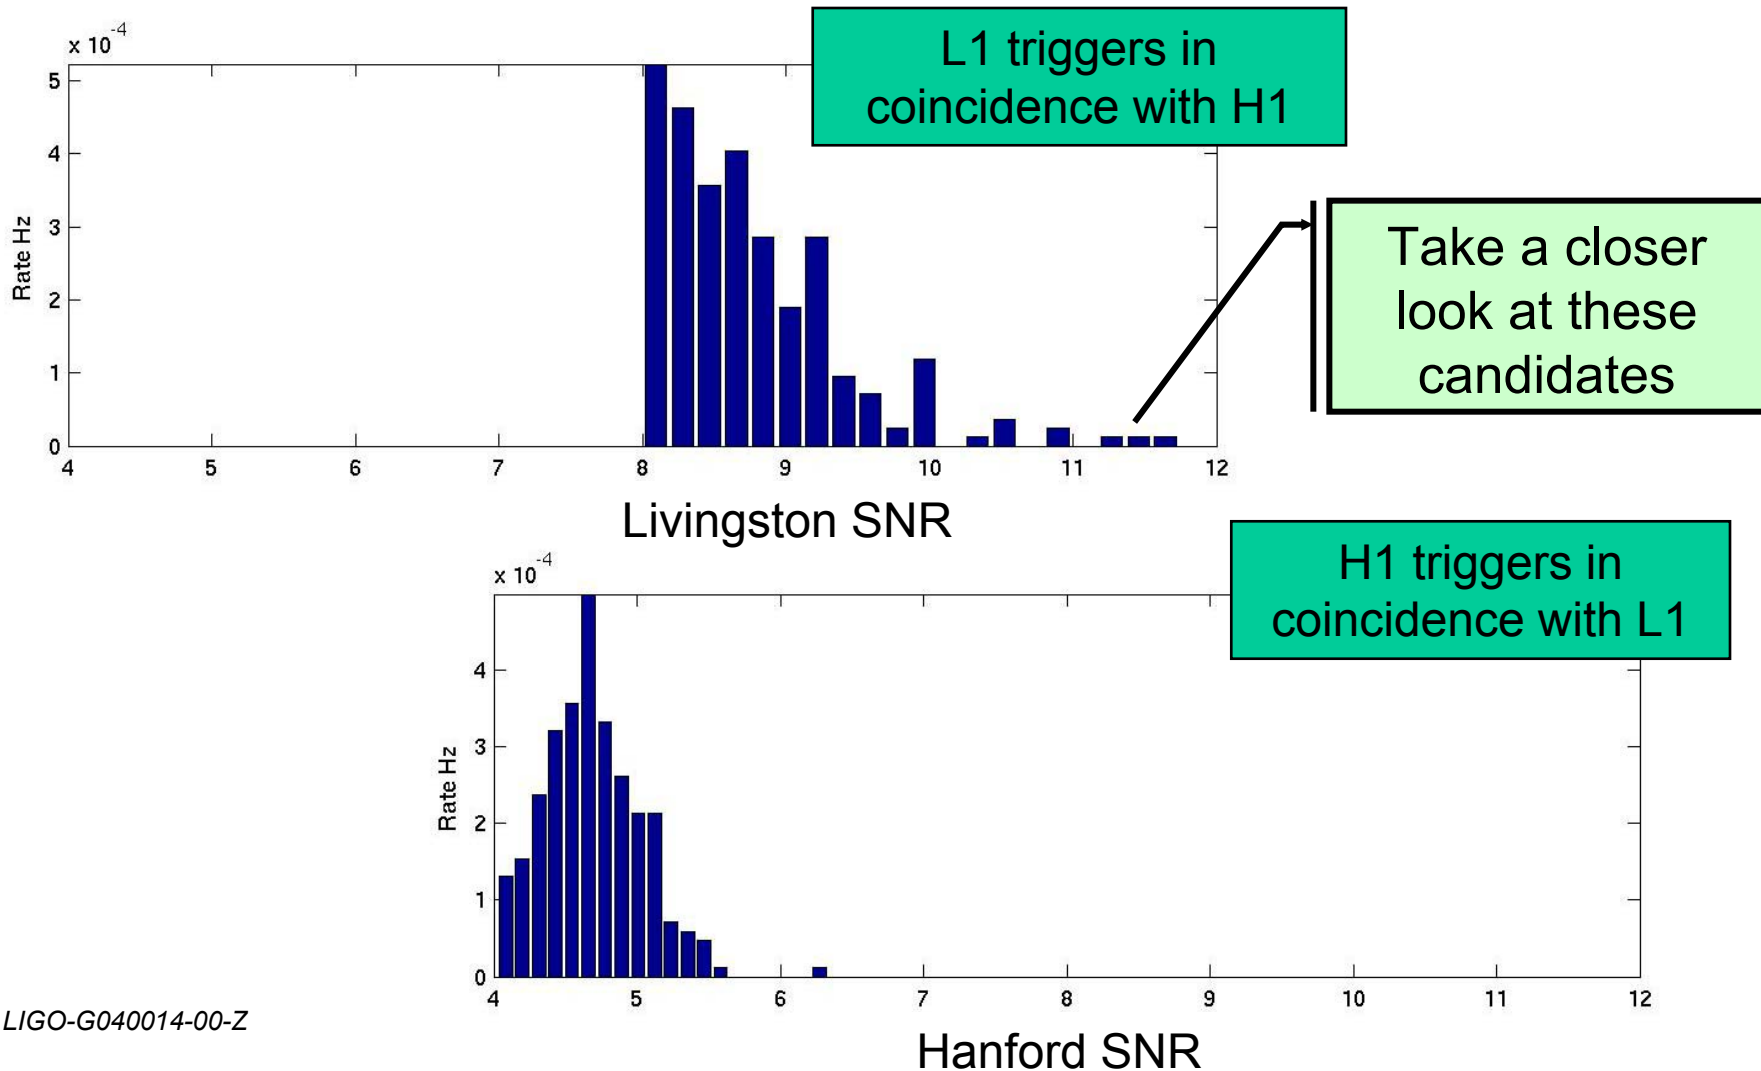 x 10-4
L1 triggers in
coincidence with H1
5
4
3
2
1
0
Rate Hz
4 5 6 7 8 9 10 11 12
Livingston SNR
Take a closer
look at these
candidates
x 10-4
H1 triggers in
coincidence with L1
4
3
2
1
0
Rate Hz
4 5 6 7 8 9 10 11 12
Hanford SNR
LIGO-G040014-00-Z